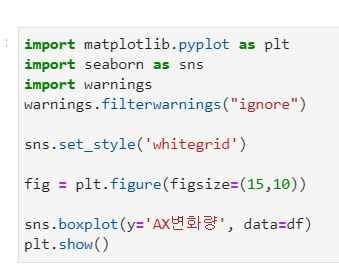 import matplotlib.pyplot as plt
import seaborn as sns
import warnings
warnings.filterwarnings("ignore")
sns.set_style('whitegrid')
fig = plt.figure(figsize=(15,10))
sns.boxplot(y='AX변화량', data=df)
plt.show()